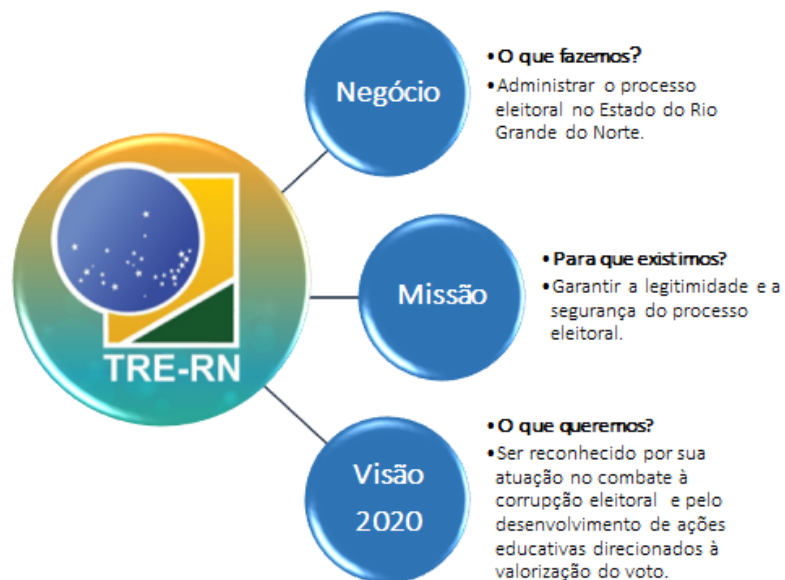 Negócio
• O que fazemos?
• Administrar o processo
eleitoral no Estado do Rio
Grande do Norte.
TRE-RN
Missão
• Para que existimos?
• Garantir a legitimidade e a
segurança do processo
eleitoral.
Visão
2020
• O que queremos?
• Ser reconhecido por sua
atuação no combate à
corrupção eleitoral e pelo
desenvolvimento de ações
educativas direcionados à
valorização do voto.